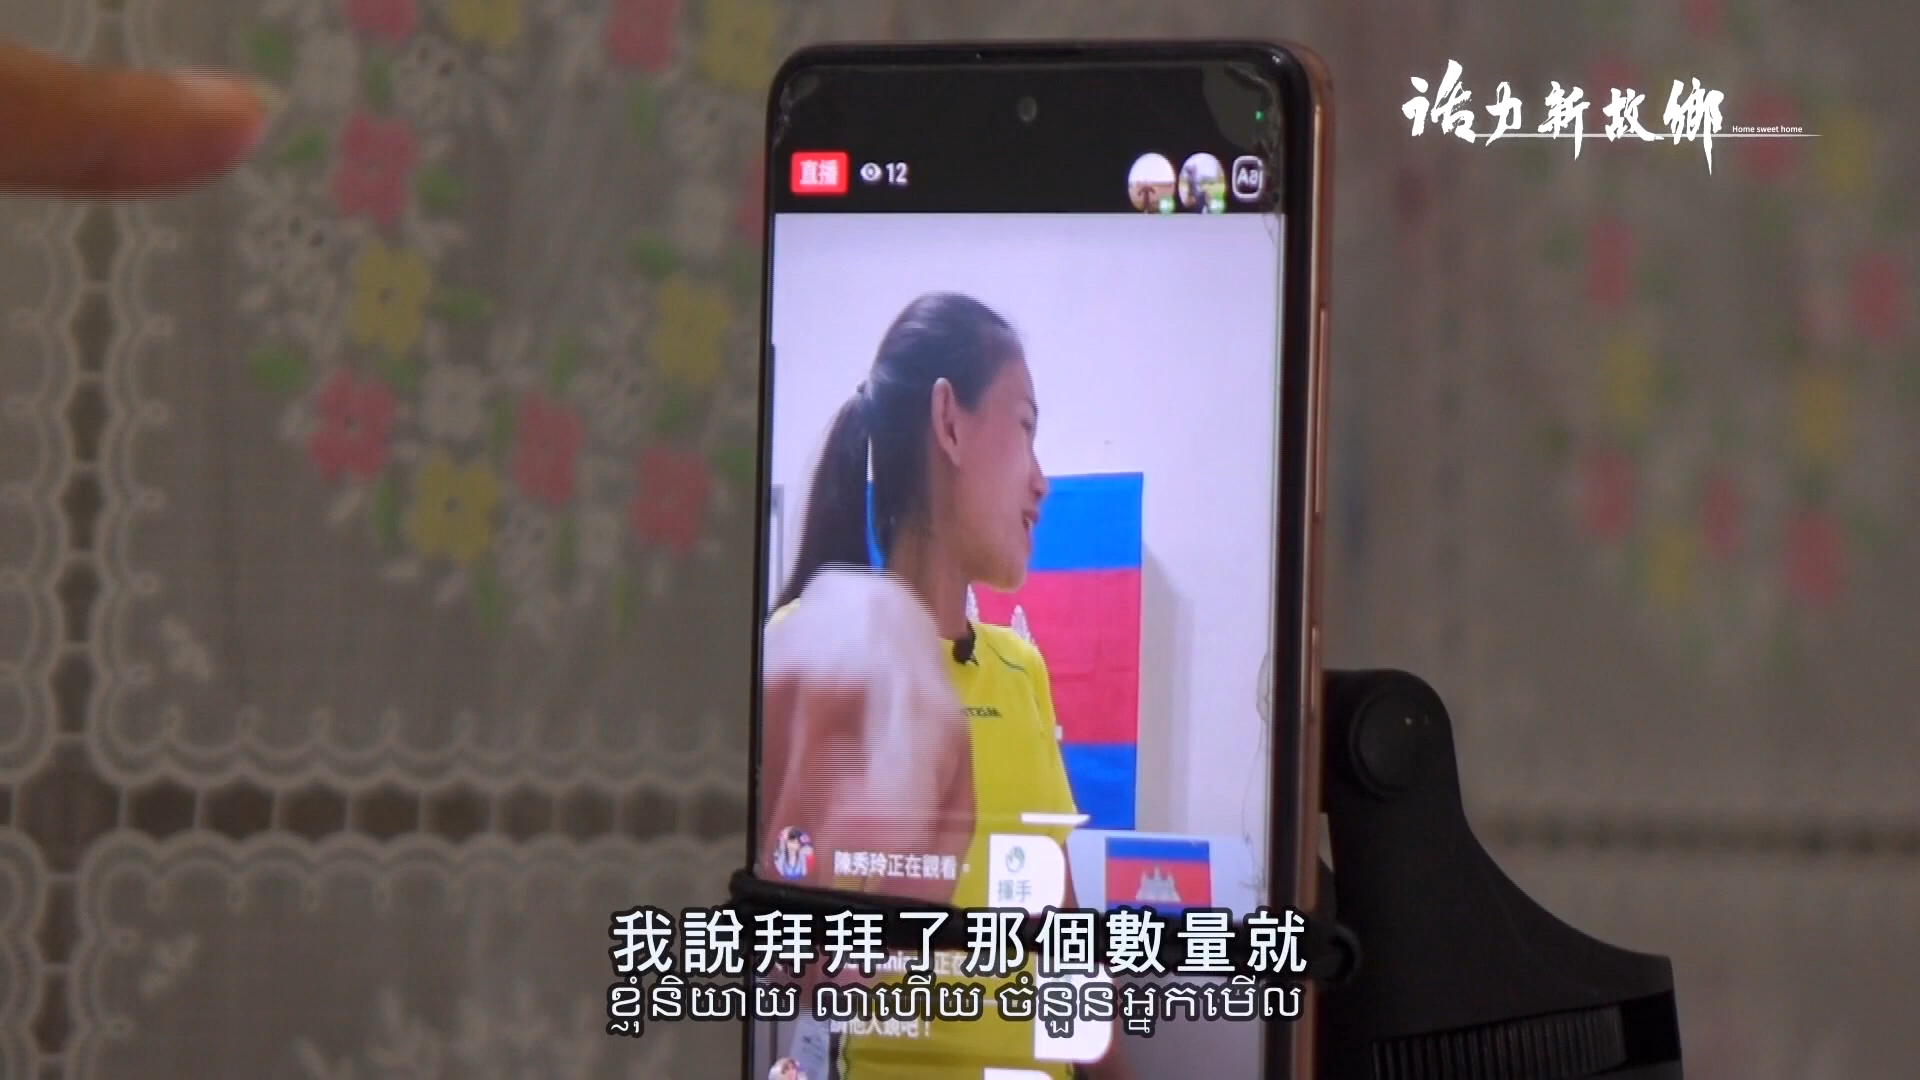 活力新故鄉
Home sweet home
直播 12
Aa
陳秀玲正在觀看。
揮手
我說拜拜了那個數量就
ខ្ញុំនិយាយ លាហើយ ចំនួនអ្នកមើល